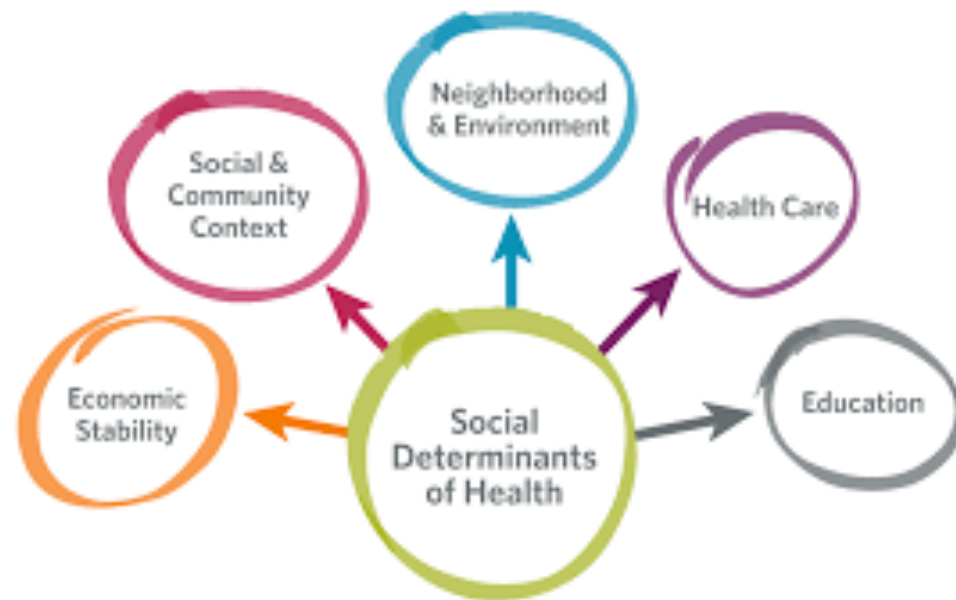 Neighborhood
& Environment
Social &
Community
Context
Health Care
Economic
Stability
Education
Social
Determinants
of Health